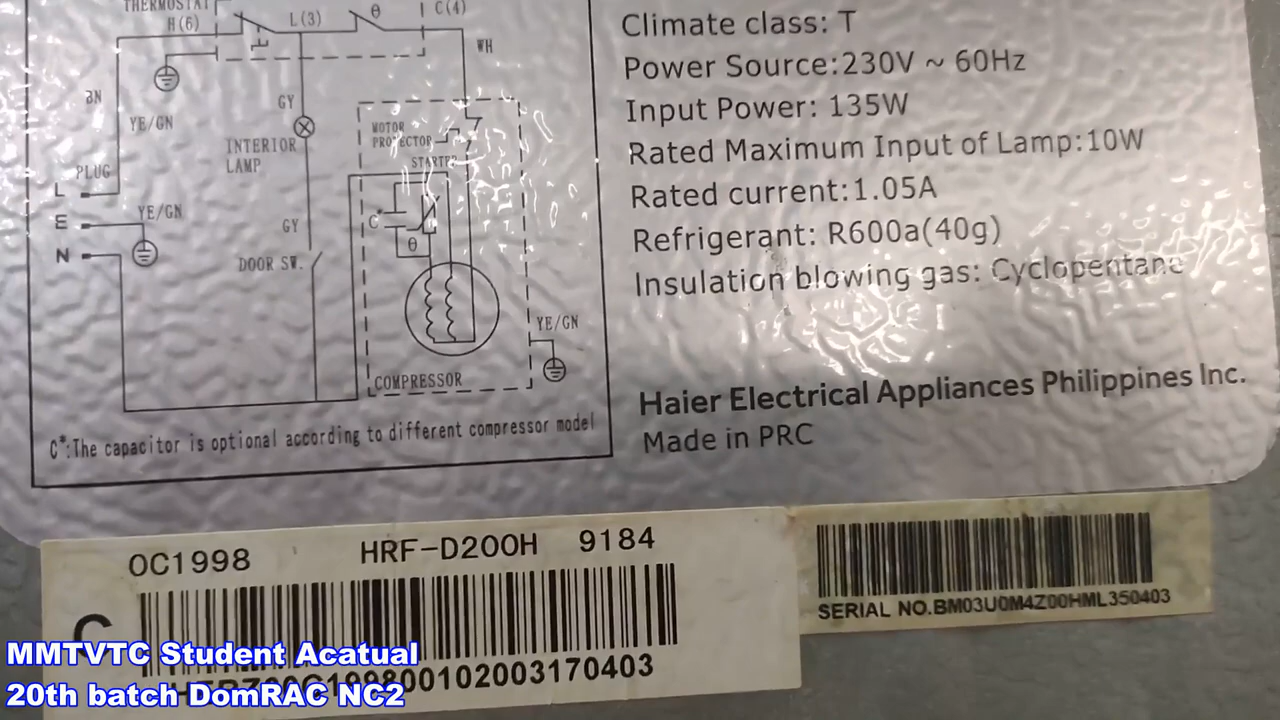 THERMOSTAT
H(6)
L(3)
θ
C(4)
WH
BN
YE/GN
GY
INTERIOR
LAMP
MOTOR
PROTECTOR
STARTER
PLUG
L
E
N
YE/GN
GY
DOOR SW.
C*
θ
YE/GN
COMPRESSOR
C*:The capacitor is optional according to different compressor model
Climate class: T
Power Source:230V ~ 60Hz
Input Power: 135W
Rated Maximum Input of Lamp:10W
Rated current:1.05A
Refrigerant: R600a(40g)
Insulation blowing gas: Cyclopentane
Haier Electrical Appliances Philippines Inc.
Made in PRC
OC1998 HRF-D200H 9184
C
SERIAL NO.BM03U0M4Z00HML350403
MMTVTC Student Acatual
20th batch DomRAC NC2